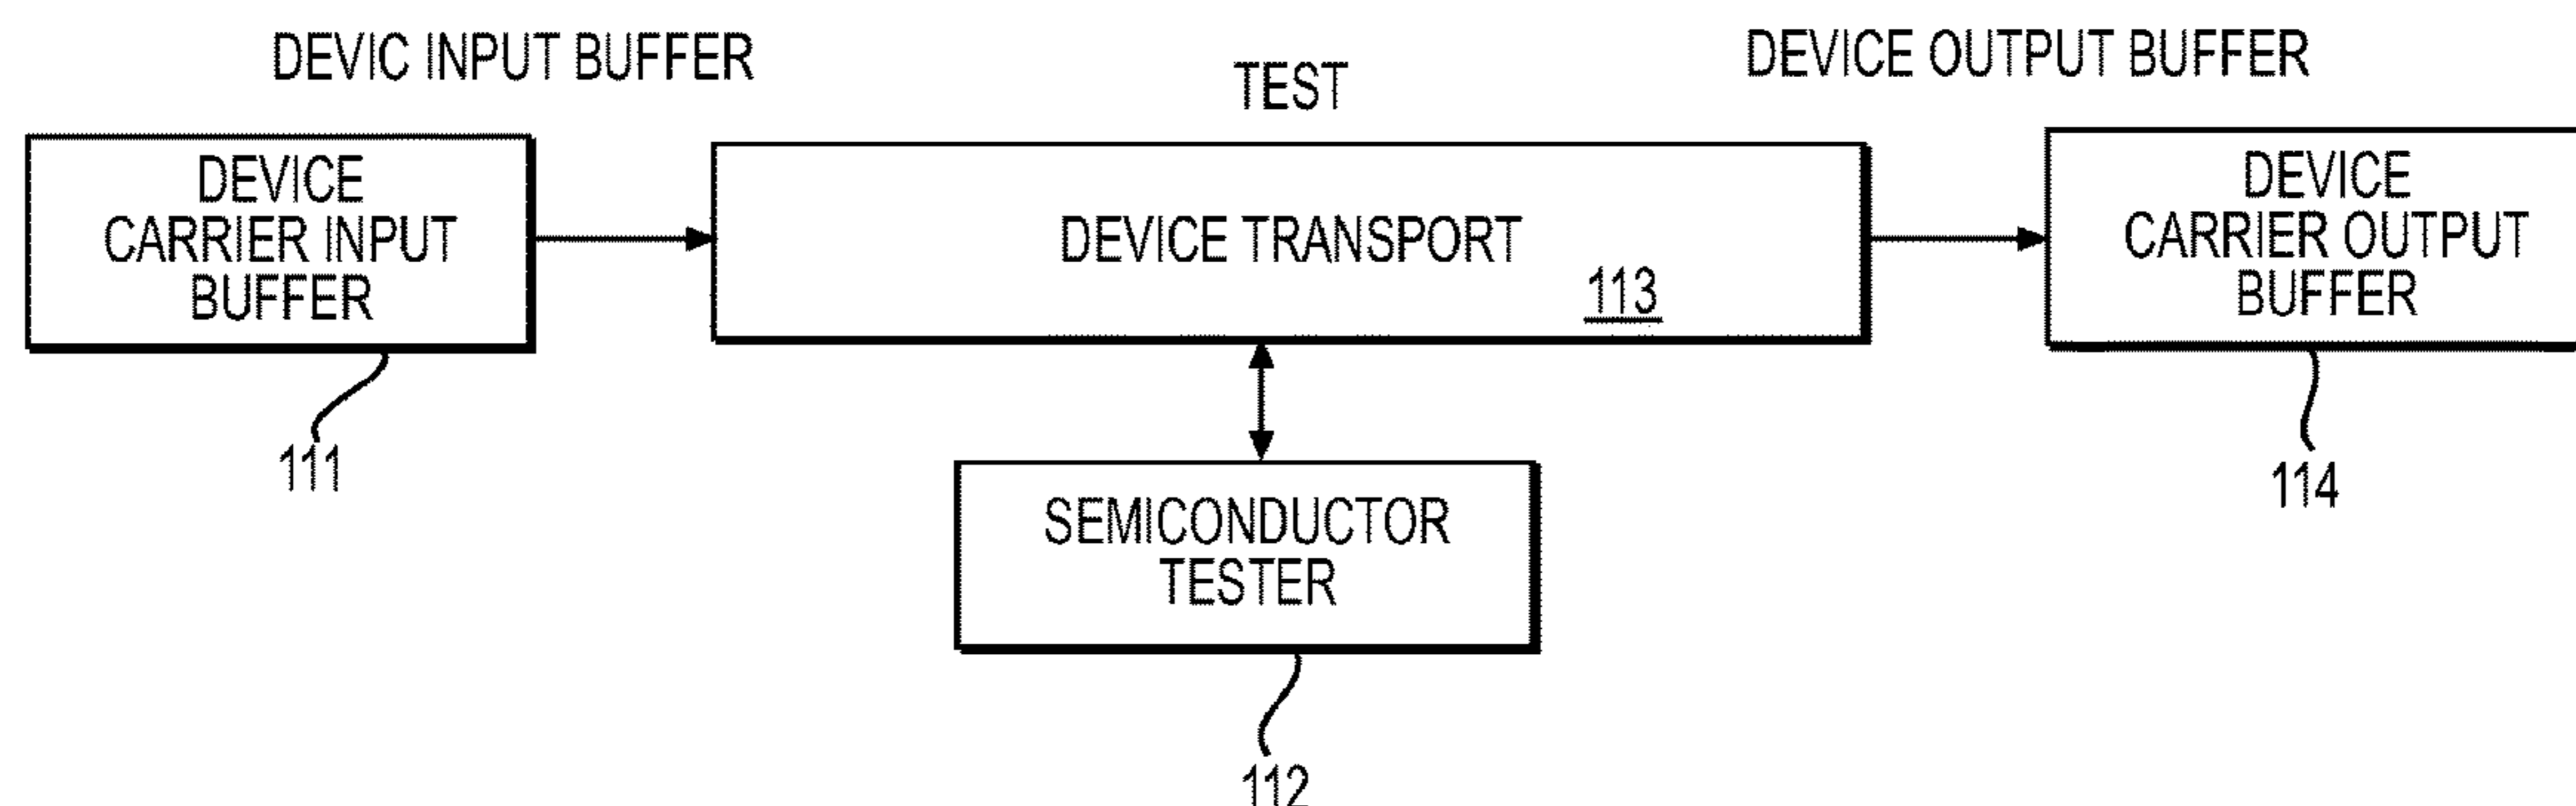 DEVIC INPUT BUFFER
TEST
DEVICE OUTPUT BUFFER
DEVICE
CARRIER INPUT
BUFFER
DEVICE TRANSPORT
113
DEVICE
CARRIER OUTPUT
BUFFER
111
SEMICONDUCTOR
TESTER
114
112